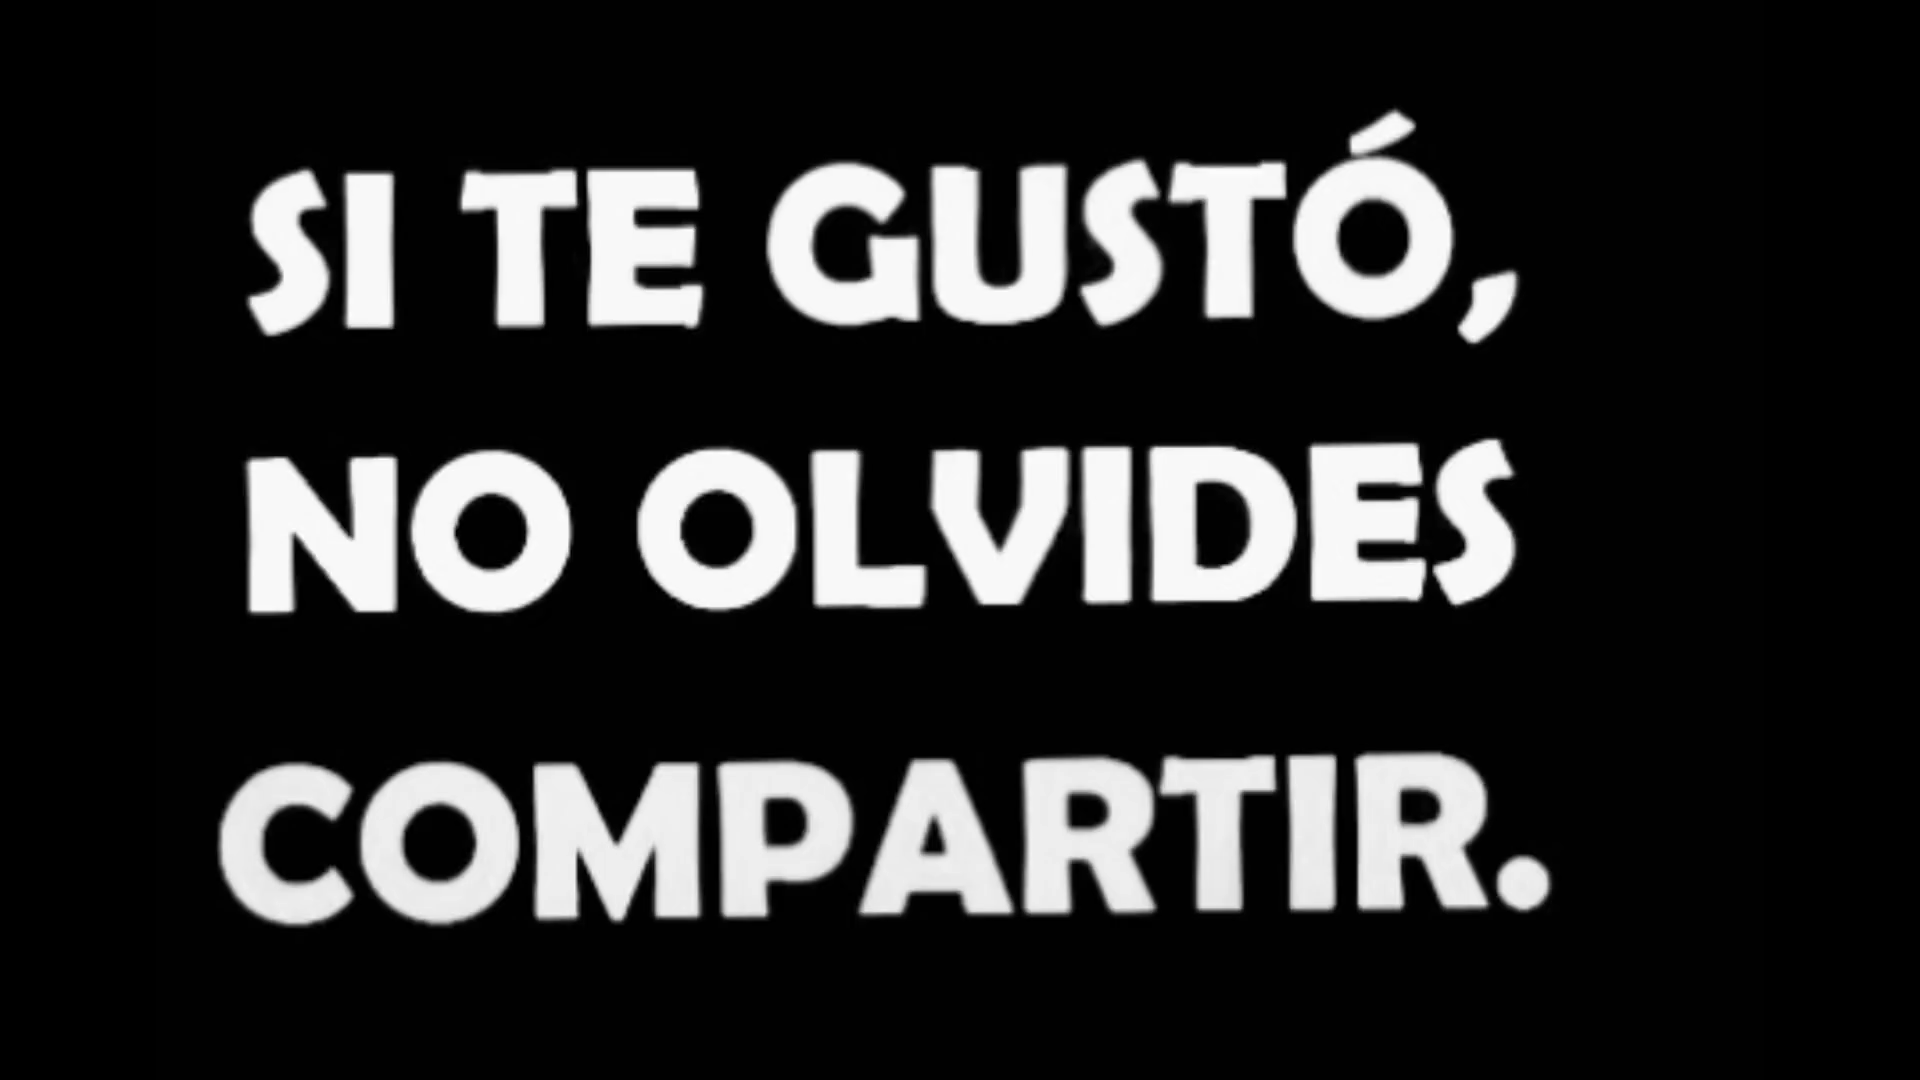 SI TE GUSTÓ,
NO OLVIDES
COMPARTIR.